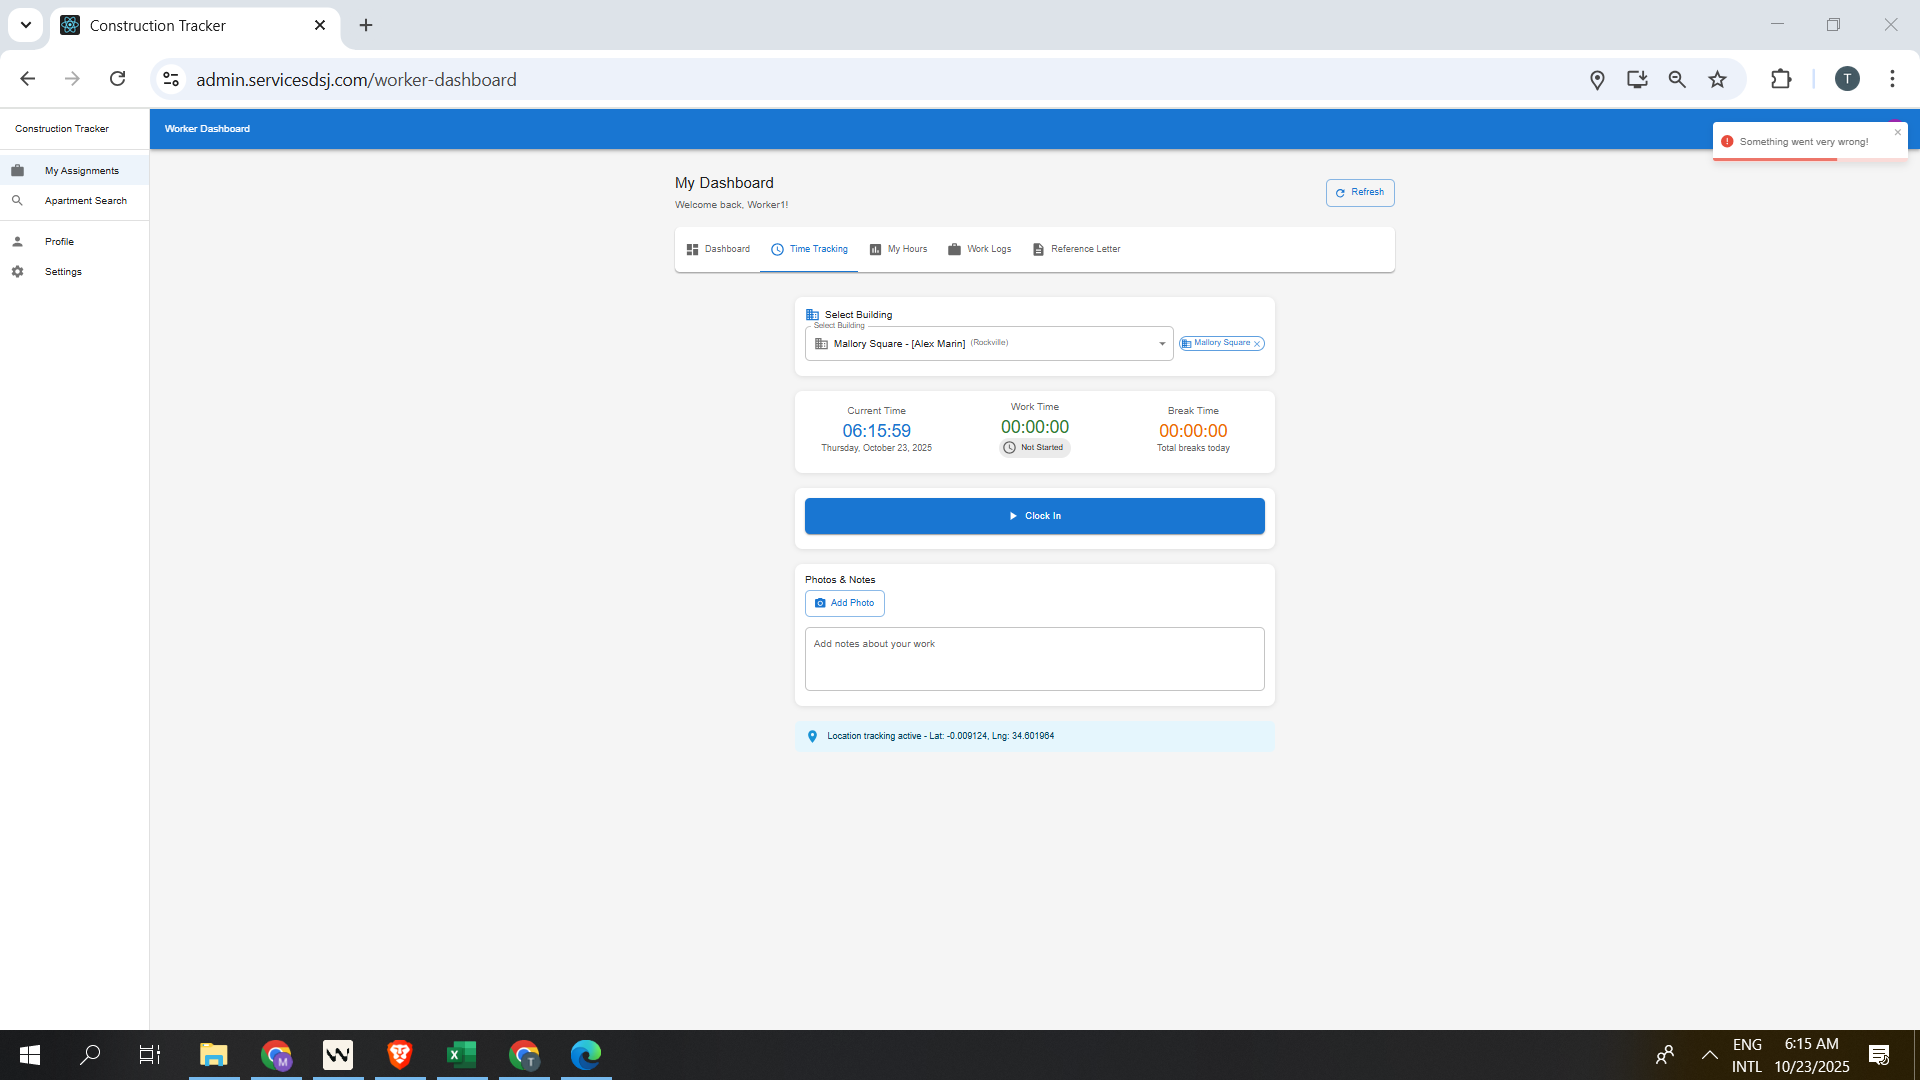 Construction Tracker
admin.servicesdsj.com/worker-dashboard
T
Construction Tracker
Worker Dashboard
Something went very wrong!
My Assignments
Apartment Search
Profile
Settings
My Dashboard
Welcome back, Worker1!
Refresh
Dashboard
Time Tracking
My Hours
Work Logs
Reference Letter
Select Building
Select Building
Mallory Square - [Alex Marin] (Rockville)
Mallory Square
Current Time
06:15:59
Thursday, October 23, 2025
Work Time
00:00:00
Not Started
Break Time
00:00:00
Total breaks today
Clock In
Photos & Notes
Add Photo
Add notes about your work
Location tracking active - Lat: -0.009124, Lng: 34.601964
M
T
ENG
INTL
6:15 AM
10/23/2025